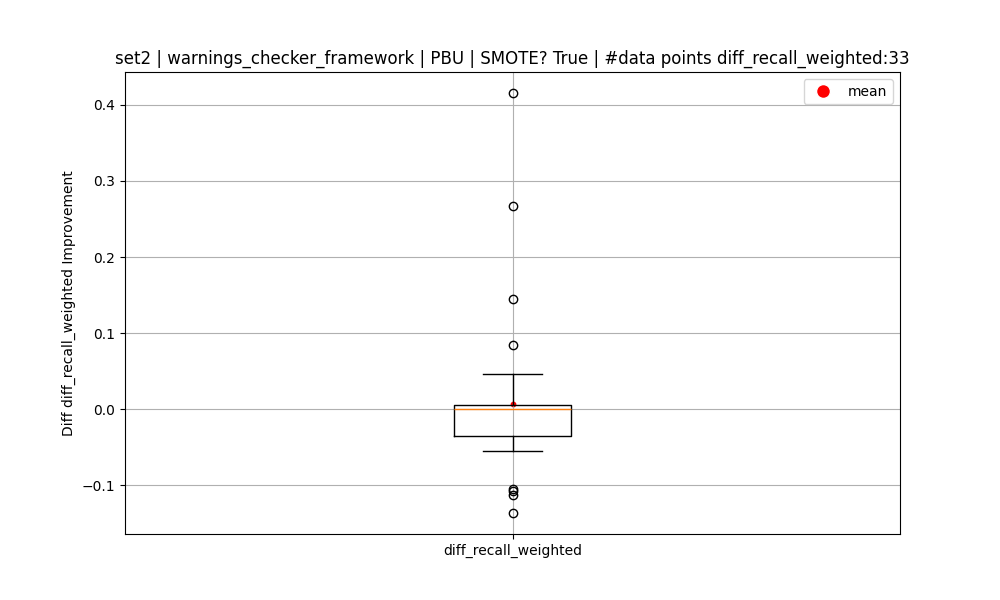 set2 | warnings_checker_framework | PBU | SMOTE? True | #data points diff_recall_weighted:33
mean
Diff diff_recall_weighted Improvement
0.4
0.3
0.2
0.1
0.0
−0.1
diff_recall_weighted